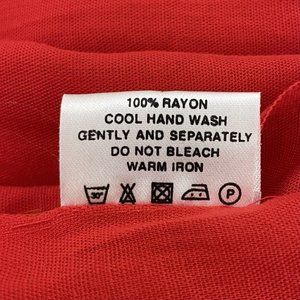 100% RAYON
COOL HAND WASH
GENTLY AND SEPARATELY
DO NOT BLEACH
WARM IRON
P